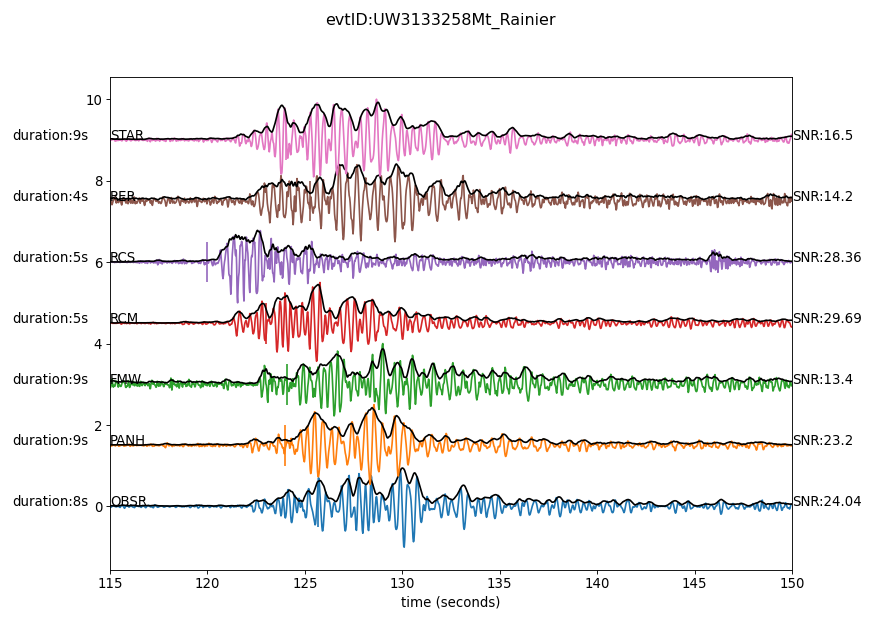 evtID:UW3133258Mt_Rainier
10
duration:9s STAR SNR:16.5
8
duration:4s RER SNR:14.2
duration:5s RCS SNR:28.36
6
duration:5s RCM SNR:29.69
4
duration:9s FMW SNR:13.4
2
duration:9s PANH SNR:23.2
duration:8s OBSR SNR:24.04
0
115 120 125 130 135 140 145 150
time (seconds)